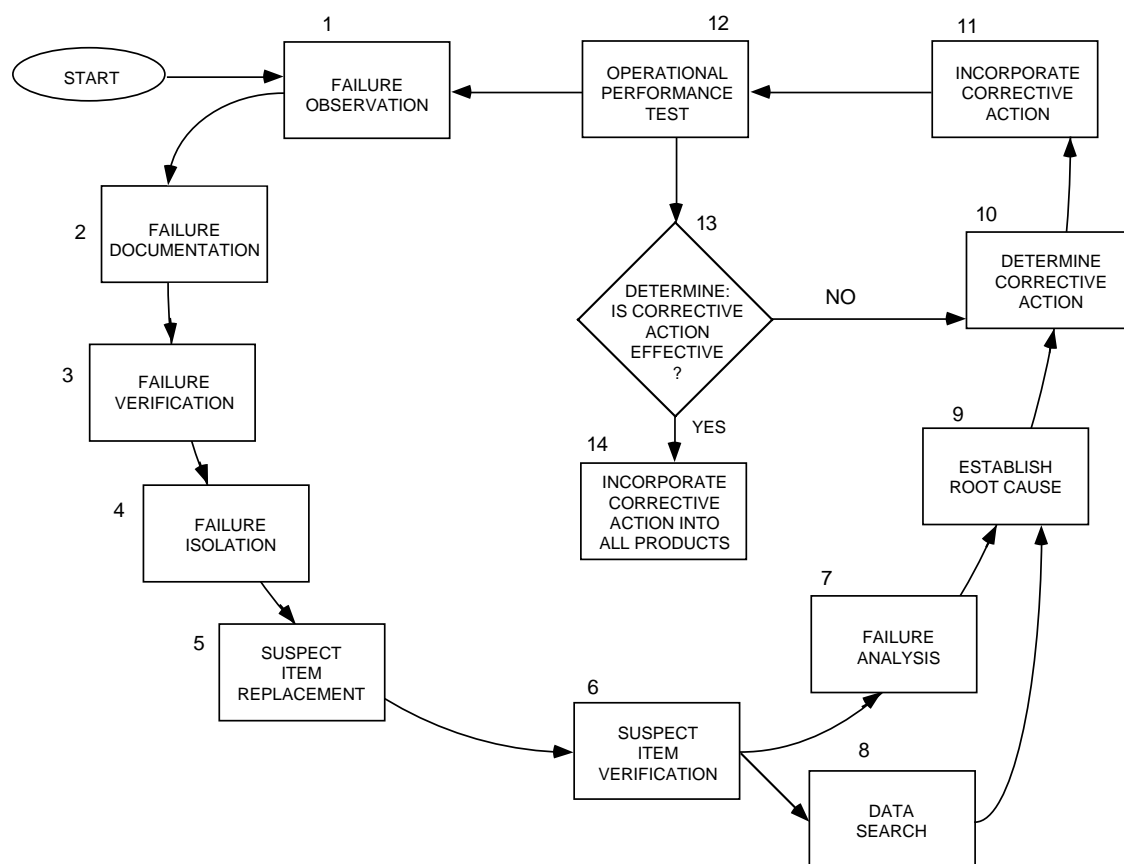 START
1
FAILURE
OBSERVATION
12
OPERATIONAL
PERFORMANCE
TEST
11
INCORPORATE
CORRECTIVE
ACTION
2
FAILURE
DOCUMENTATION
13
DETERMINE:
IS CORRECTIVE
ACTION
EFFECTIVE
?
NO
10
DETERMINE
CORRECTIVE
ACTION
3
FAILURE
VERIFICATION
YES
14
INCORPORATE
CORRECTIVE
ACTION INTO
ALL PRODUCTS
9
ESTABLISH
ROOT CAUSE
4
FAILURE
ISOLATION
5
SUSPECT
ITEM
REPLACEMENT
6
SUSPECT
ITEM
VERIFICATION
7
FAILURE
ANALYSIS
8
DATA
SEARCH